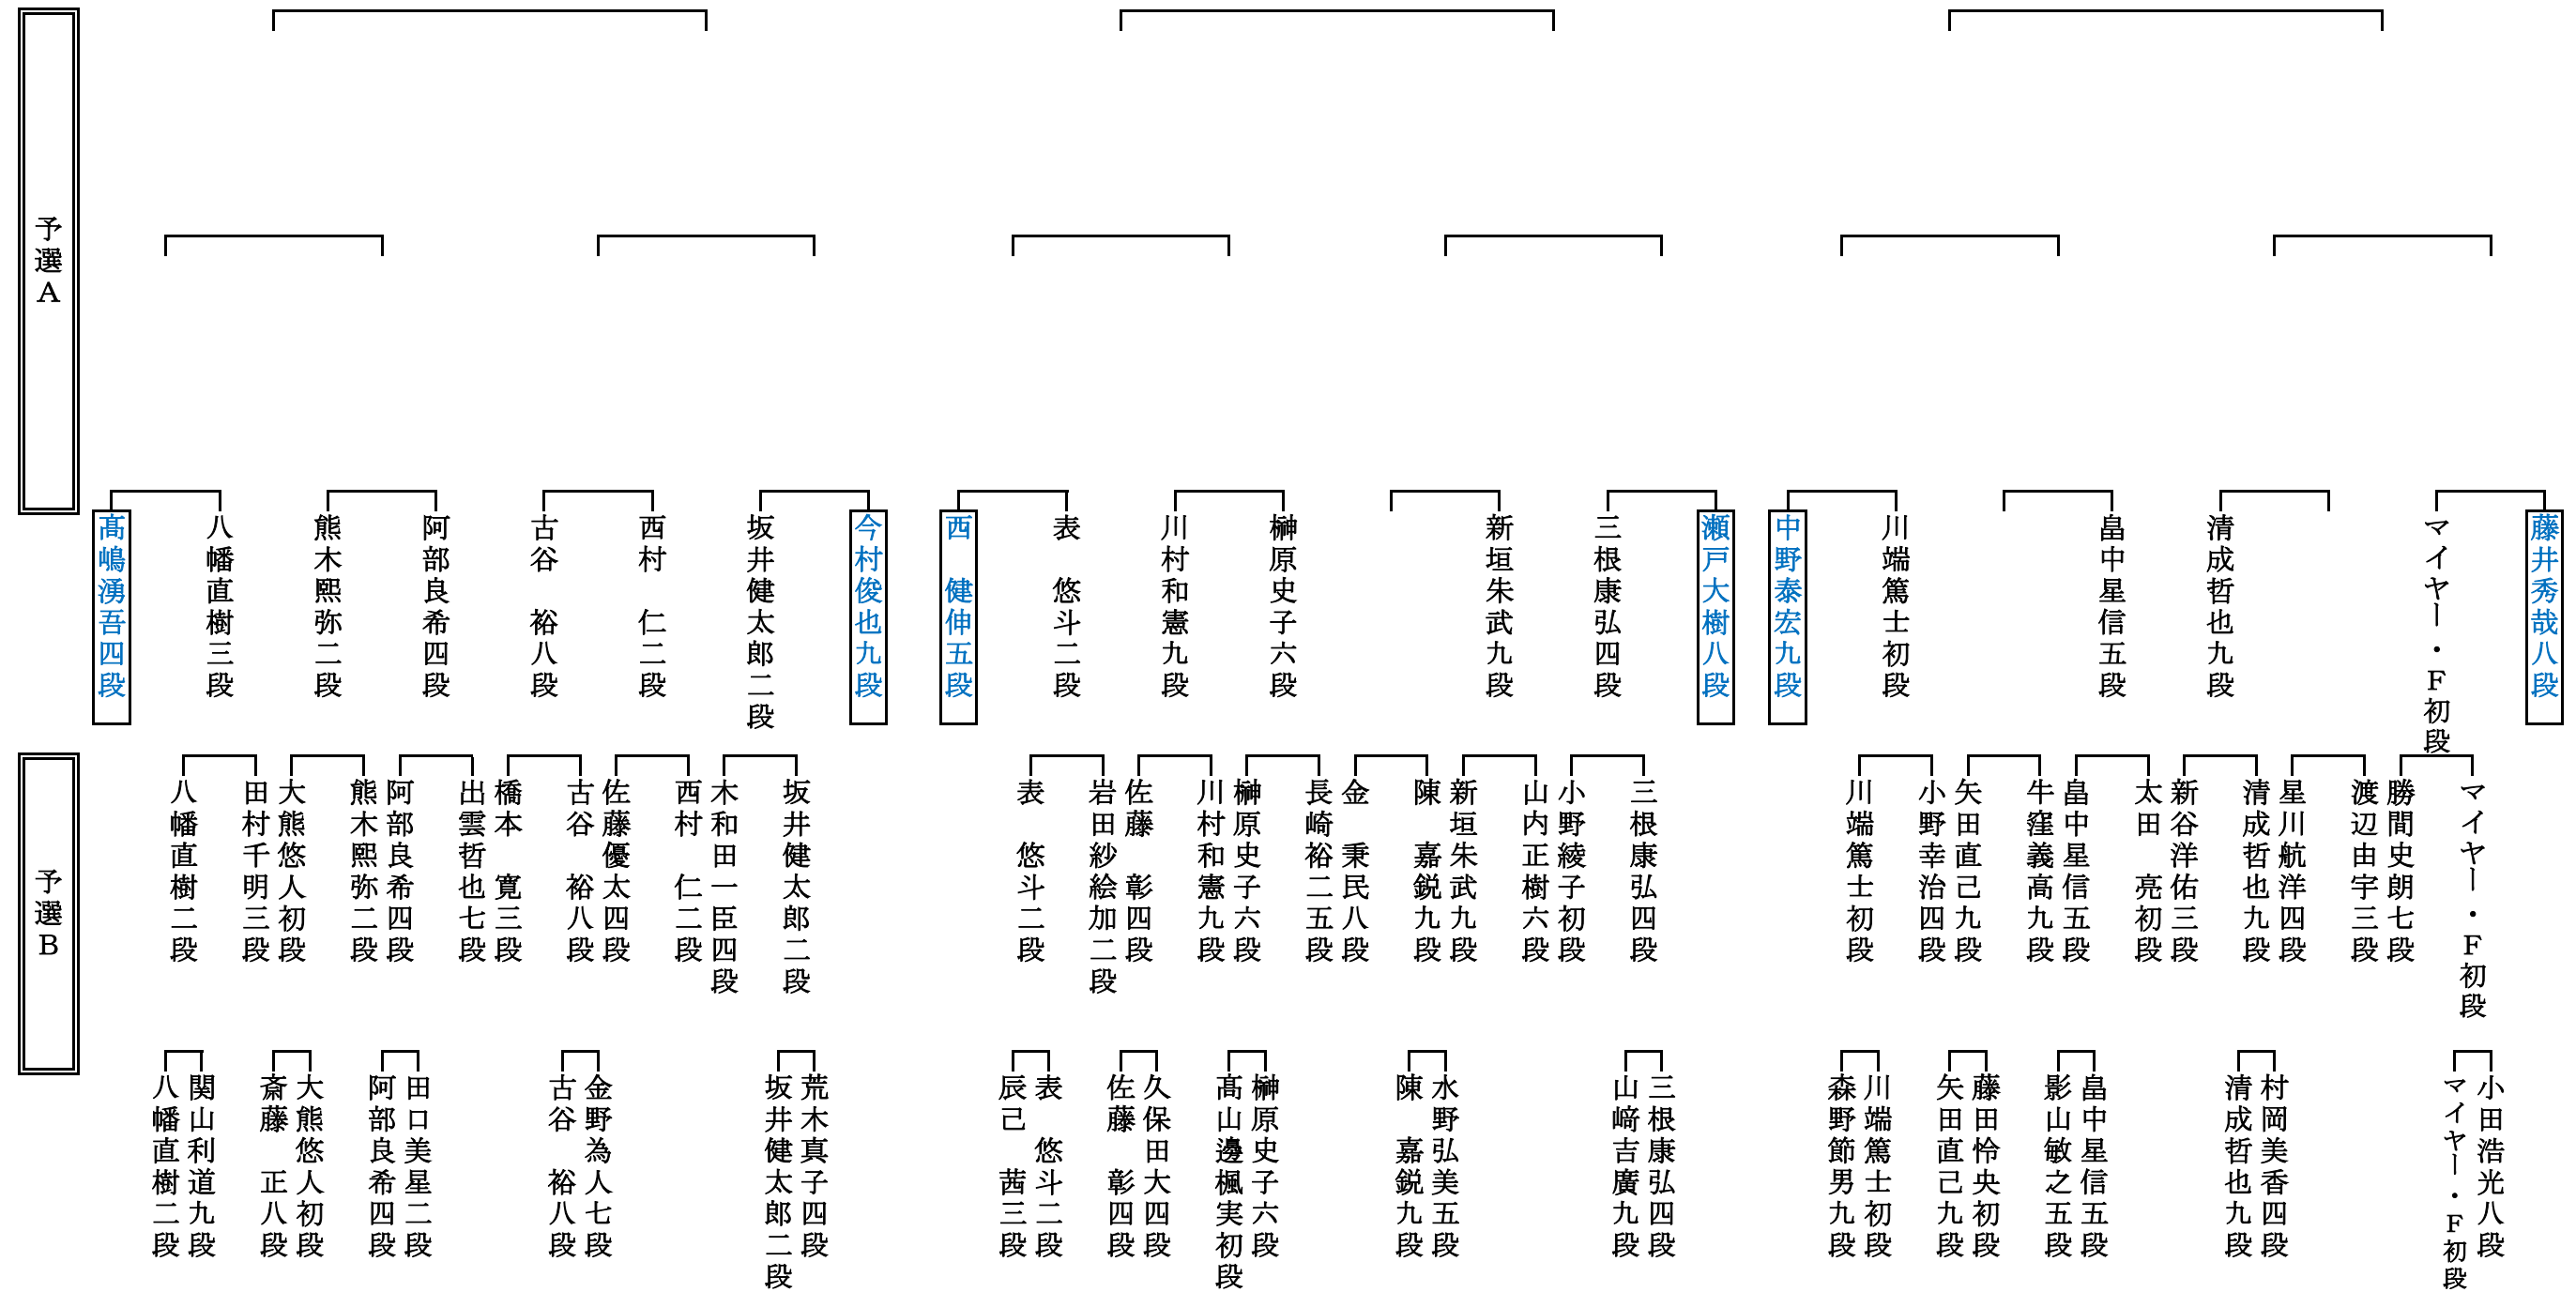 予選A
髙嶋湧吾四段
八幡直樹三段
熊木熙弥二段
阿部良希四段
古谷　裕八段
西村　仁二段
坂井健太郎二段
今村俊也九段
西　健伸五段
表　悠斗二段
川村和憲九段
榊原史子六段
新垣朱武九段
三根康弘四段
瀬戸大樹八段
中野泰宏九段
川端篤士初段
畠中星信五段
清成哲也九段
マイヤー・F初段
藤井秀哉八段
予選B
八幡直樹二段
田村千明三段
大熊悠人初段
熊木熙弥二段
阿部良希四段
出雲哲也七段
橋本　寛三段
古谷　裕八段
佐藤優太四段
西村　仁二段
木和田一臣四段
坂井健太郎二段
表　悠斗二段
岩田紗絵加二段
佐藤　彰四段
川村和憲九段
榊原史子六段
長崎裕二五段
金　秉民八段
陳　嘉鋭九段
新垣朱武九段
山内正樹六段
小野綾子初段
三根康弘四段
川端篤士初段
小野幸治四段
矢田直己九段
牛窪義高九段
畠中星信五段
太田　亮初段
新谷洋佑三段
清成哲也九段
星川航洋四段
渡辺由宇三段
勝間史朗七段
マイヤー・F初段
八幡直樹二段
関山利道九段
斎藤　正八段
大熊悠人初段
阿部良希四段
田口美星二段
古谷　裕八段
金野為人七段
坂井健太郎二段
荒木真子四段
辰己　茜三段
表　悠斗二段
佐藤　彰四段
久保田大四段
髙山邊楓実初段
榊原史子六段
陳　嘉鋭九段
水野弘美五段
山﨑吉廣九段
三根康弘四段
森野節男九段
川端篤士初段
矢田直己九段
藤田怜央初段
影山敏之五段
畠中星信五段
清成哲也九段
村岡美香四段
マイヤー・F初段
小田浩光八段